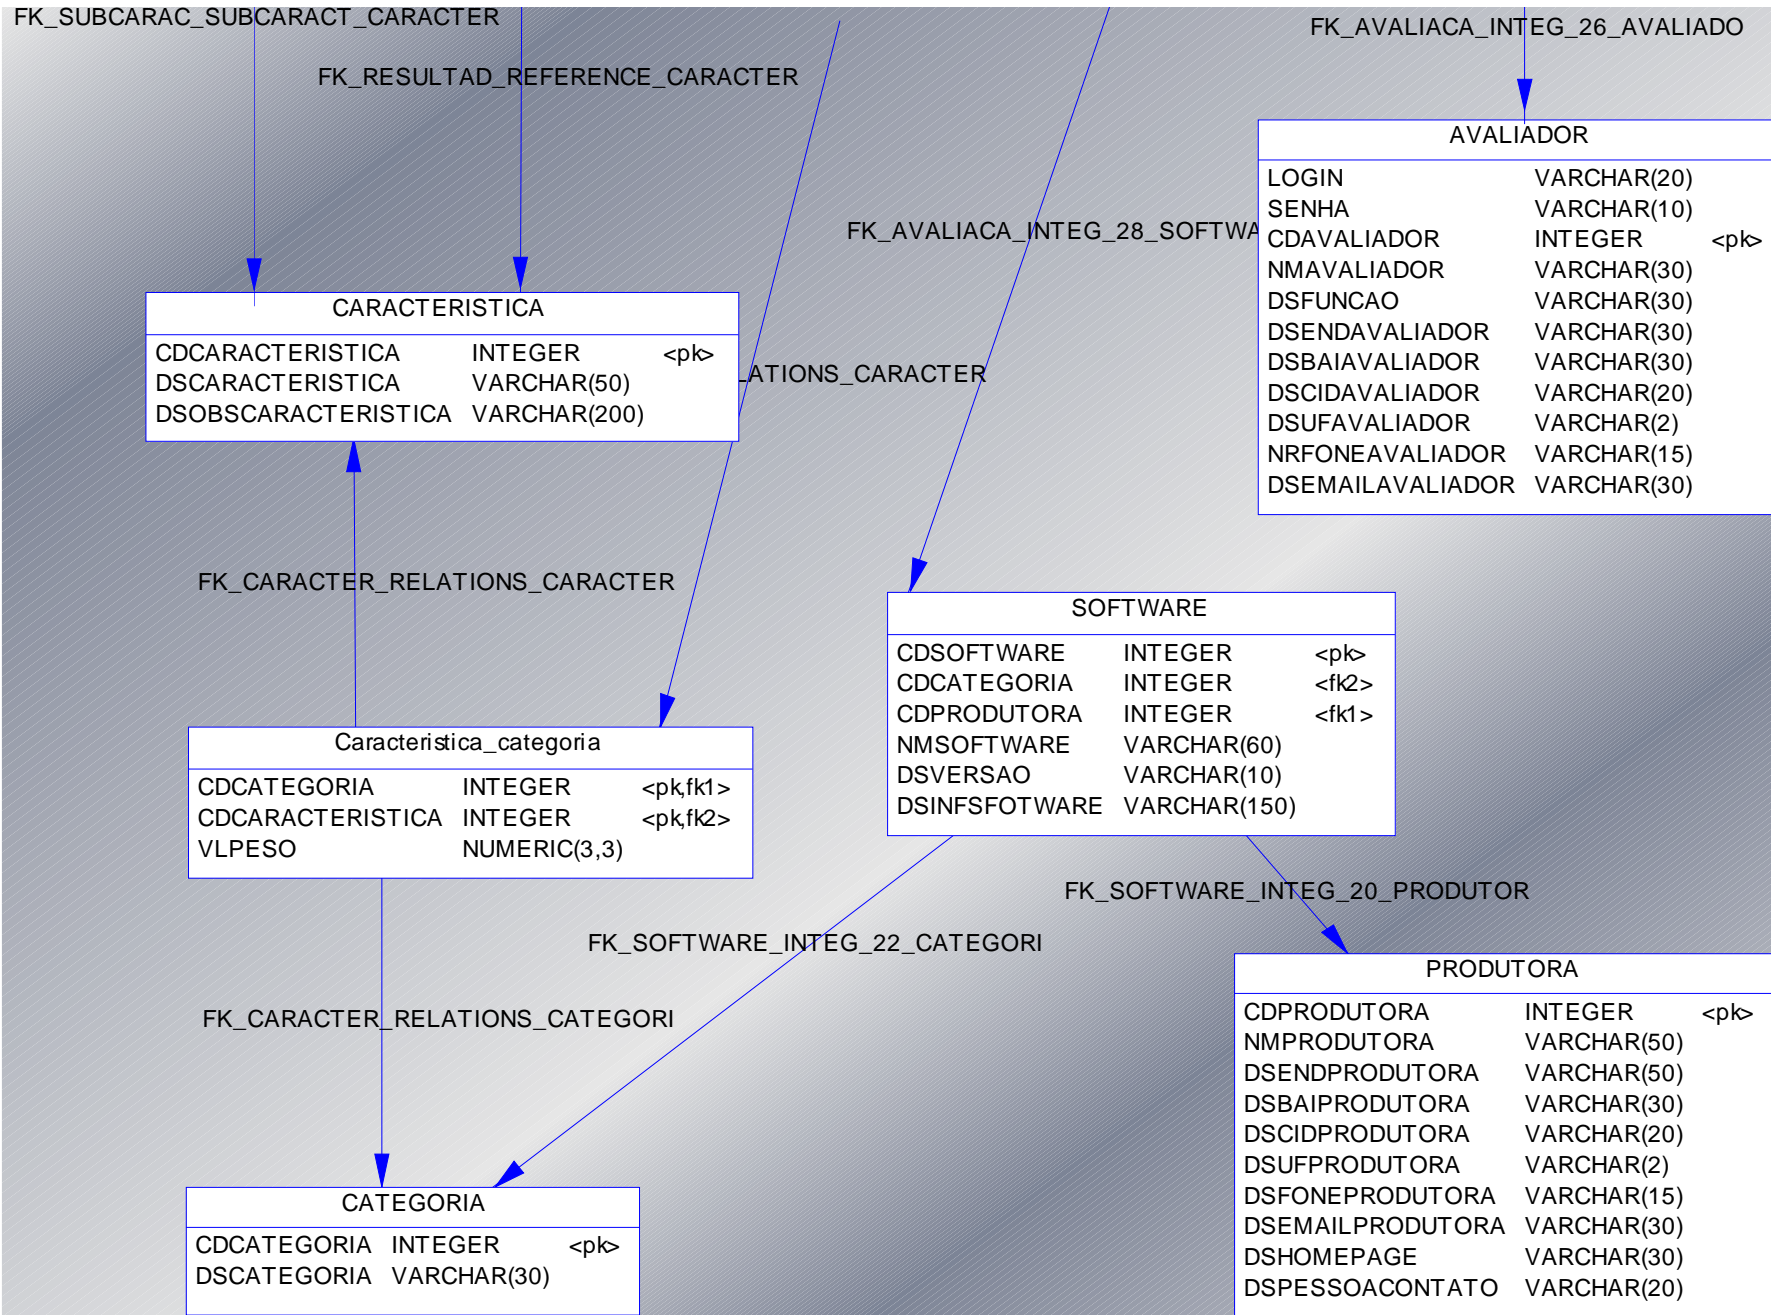 FK_SUBCARAC_SUBCARACT_CARACTER
FK_AVALIACA_INTEG_26_AVALIADO
FK_RESULTAD_REFERENCE_CARACTER
AVALIADOR
LOGIN VARCHAR(20)
SENHA VARCHAR(10)
CDAVALIADOR INTEGER <pk>
NMAVALIADOR VARCHAR(30)
DSFUNCAO VARCHAR(30)
DSENDAVALIADOR VARCHAR(30)
DSBAIAVALIADOR VARCHAR(30)
DSCIDAVALIADOR VARCHAR(20)
DSUFAVALIADOR VARCHAR(2)
NRFONEAVALIADOR VARCHAR(15)
DSEMAILAVALIADOR VARCHAR(30)
FK_AVALIACA_INTEG_28_SOFTWA
CARACTERISTICA
CDCARACTERISTICA INTEGER <pk>
DSCARACTERISTICA VARCHAR(50)
DSOBSCARACTERISTICA VARCHAR(200)
LATIONS_CARACTER
FK_CARACTER_RELATIONS_CARACTER
SOFTWARE
CDSOFTWARE INTEGER <pk>
CDCATEGORIA INTEGER <fk2>
CDPRODUTORA INTEGER <fk1>
NMSOFTWARE VARCHAR(60)
DSVERSAO VARCHAR(10)
DSINFSFOTWARE VARCHAR(150)
Caracteristica_categoria
CDCATEGORIA INTEGER <pk,fk1>
CDCARACTERISTICA INTEGER <pk,fk2>
VLPESO NUMERIC(3,3)
FK_SOFTWARE_INTEG_20_PRODUTOR
FK_SOFTWARE_INTEG_22_CATEGORI
FK_CARACTER_RELATIONS_CATEGORI
PRODUTORA
CDPRODUTORA INTEGER <pk>
NMPRODUTORA VARCHAR(50)
DSENDPRODUTORA VARCHAR(50)
DSBAIPRODUTORA VARCHAR(30)
DSCIDPRODUTORA VARCHAR(20)
DSUFPRODUTORA VARCHAR(2)
DSFONEPRODUTORA VARCHAR(15)
DSEMAILPRODUTORA VARCHAR(30)
DSHOMEPAGE VARCHAR(30)
DSPESSOACONTATO VARCHAR(20)
CATEGORIA
CDCATEGORIA INTEGER <pk>
DSCATEGORIA VARCHAR(30)